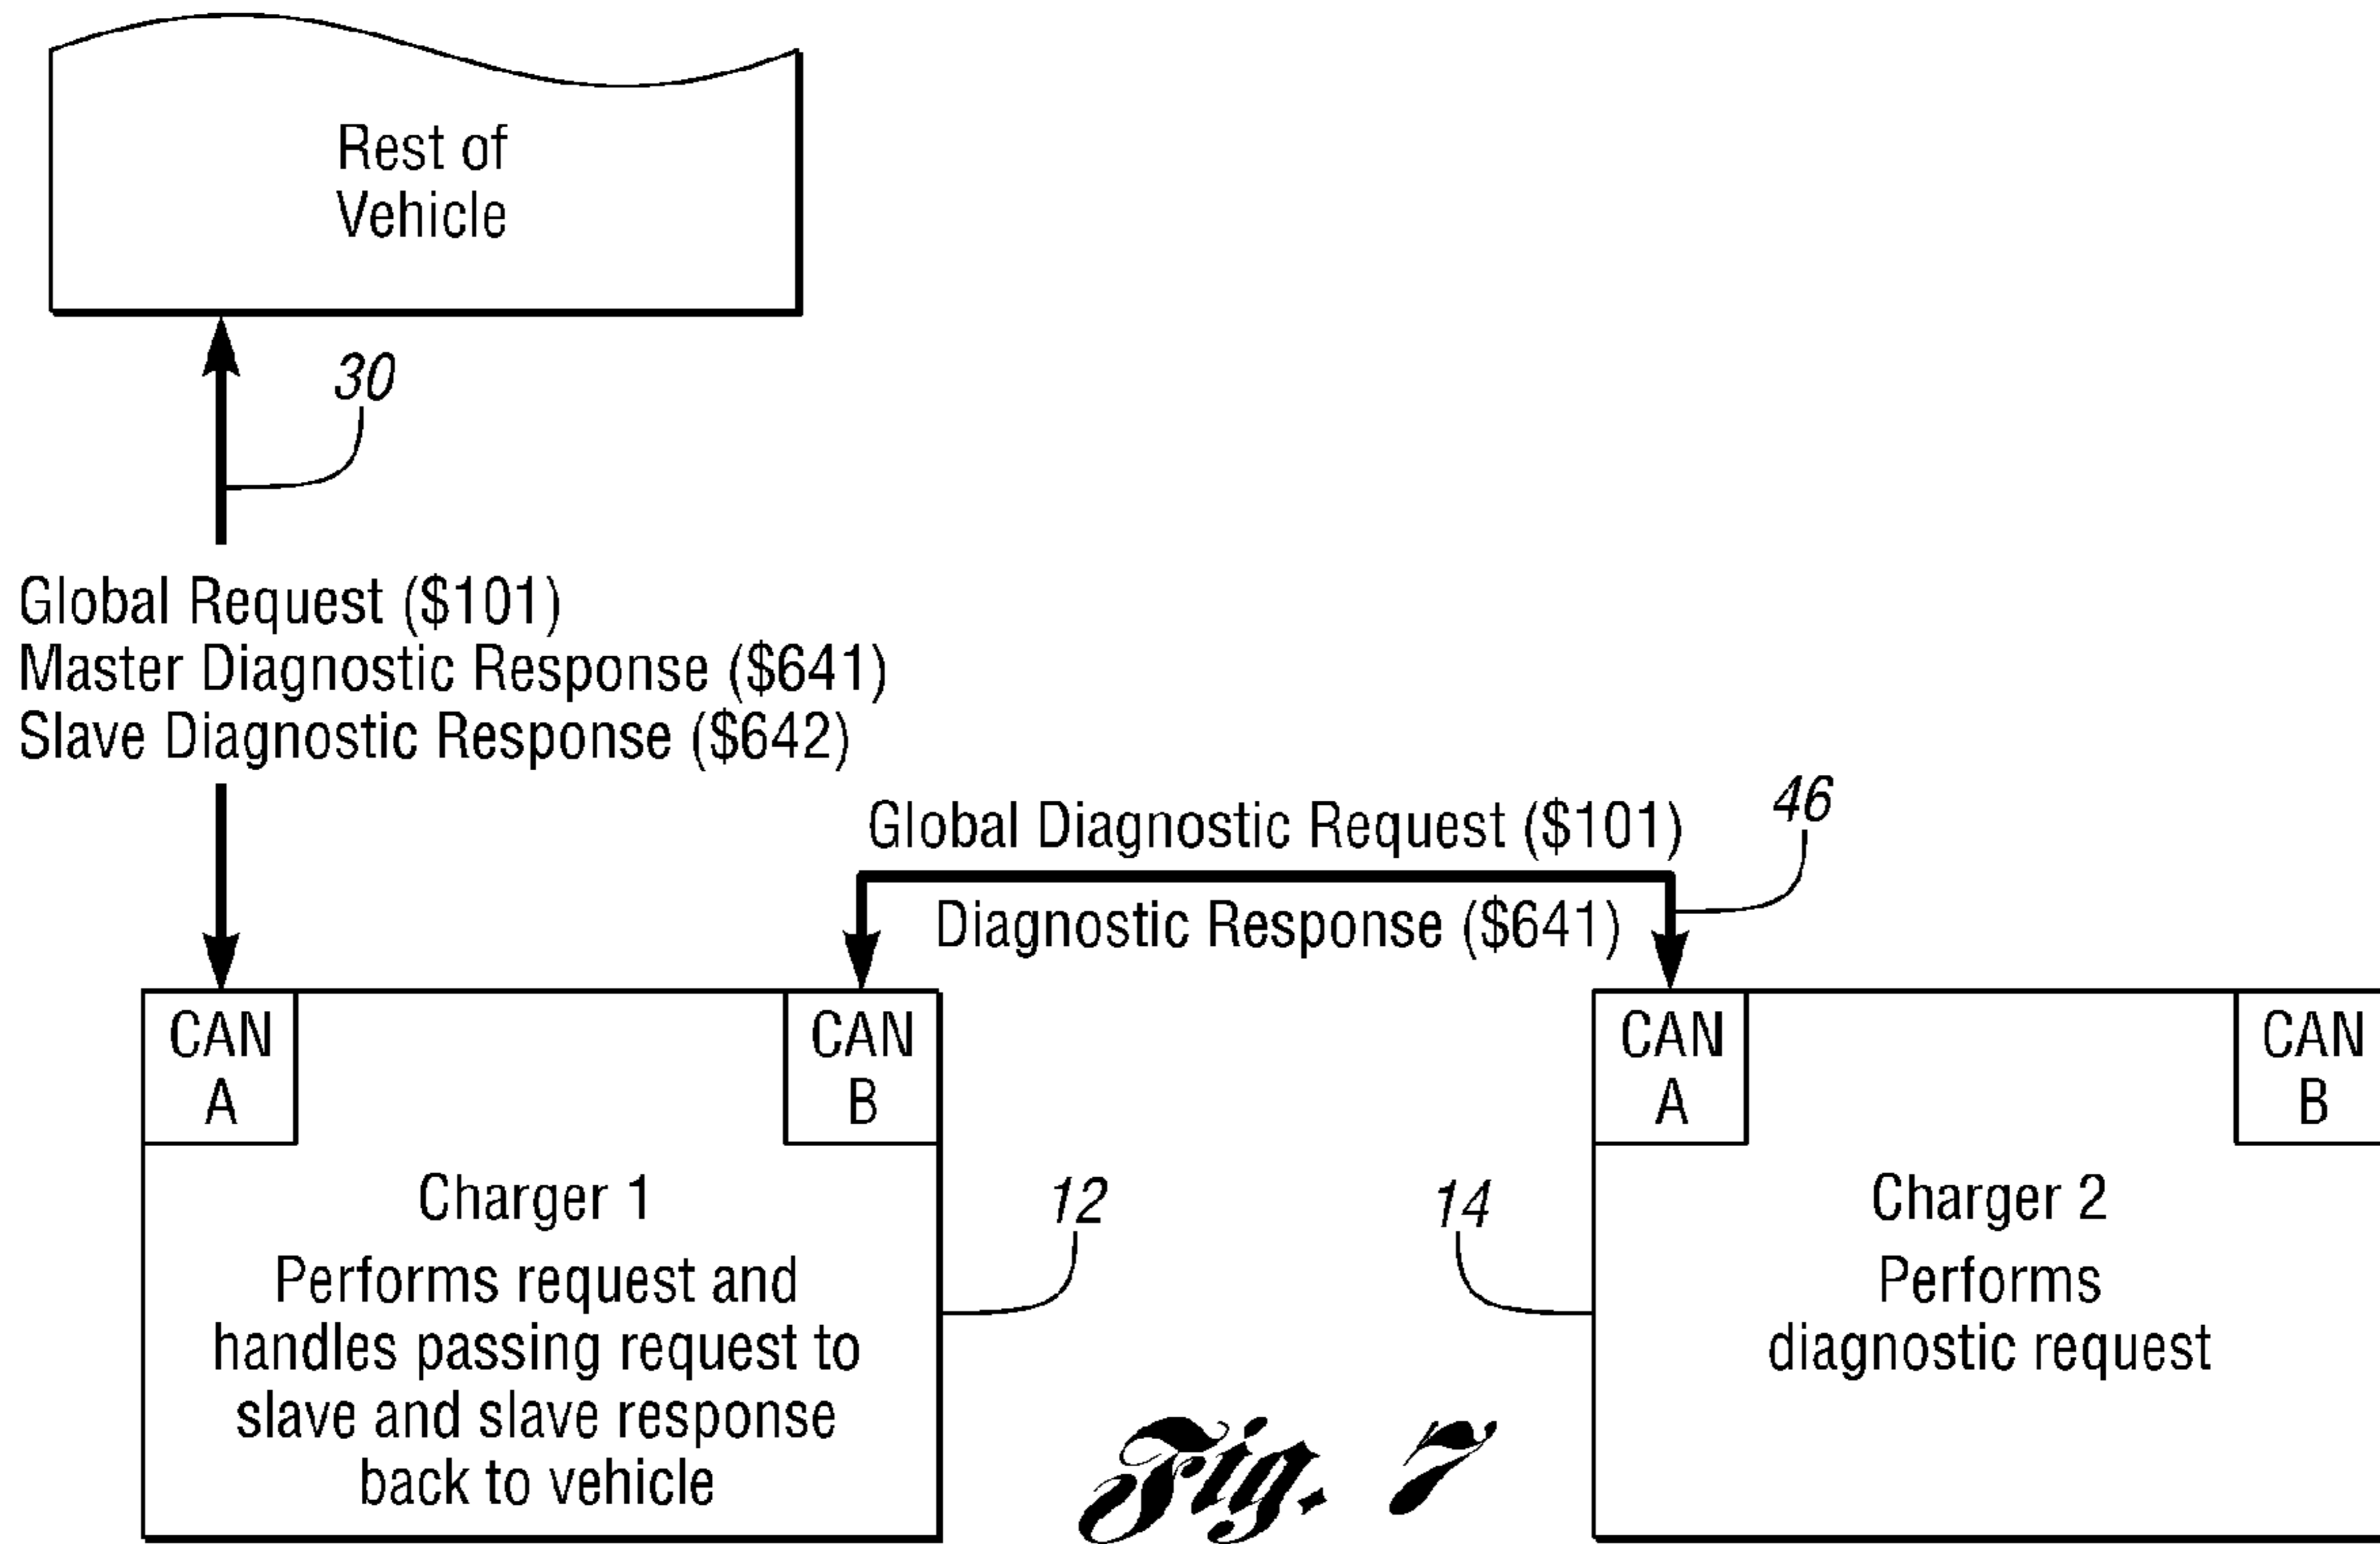 Rest of
Vehicle
30
Global Request ($101)
Master Diagnostic Response ($641)
Slave Diagnostic Response ($642)
Global Diagnostic Request ($101)
46
Diagnostic Response ($641)
CAN
A
CAN
B
Charger 1
Performs request and
handles passing request to
slave and slave response
back to vehicle
12
14
CAN
A
CAN
B
Charger 2
Performs
diagnostic request
Fig. 7